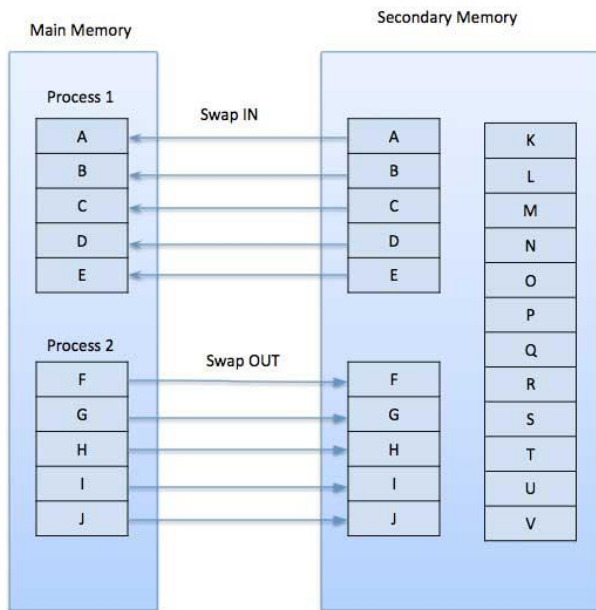 Main Memory
Secondary Memory
Process 1
Swap IN
A
B
C
D
E
A
B
C
D
E
Process 2
Swap OUT
F
G
H
I
J
F
G
H
I
J
K
L
M
N
O
P
Q
R
S
T
U
V